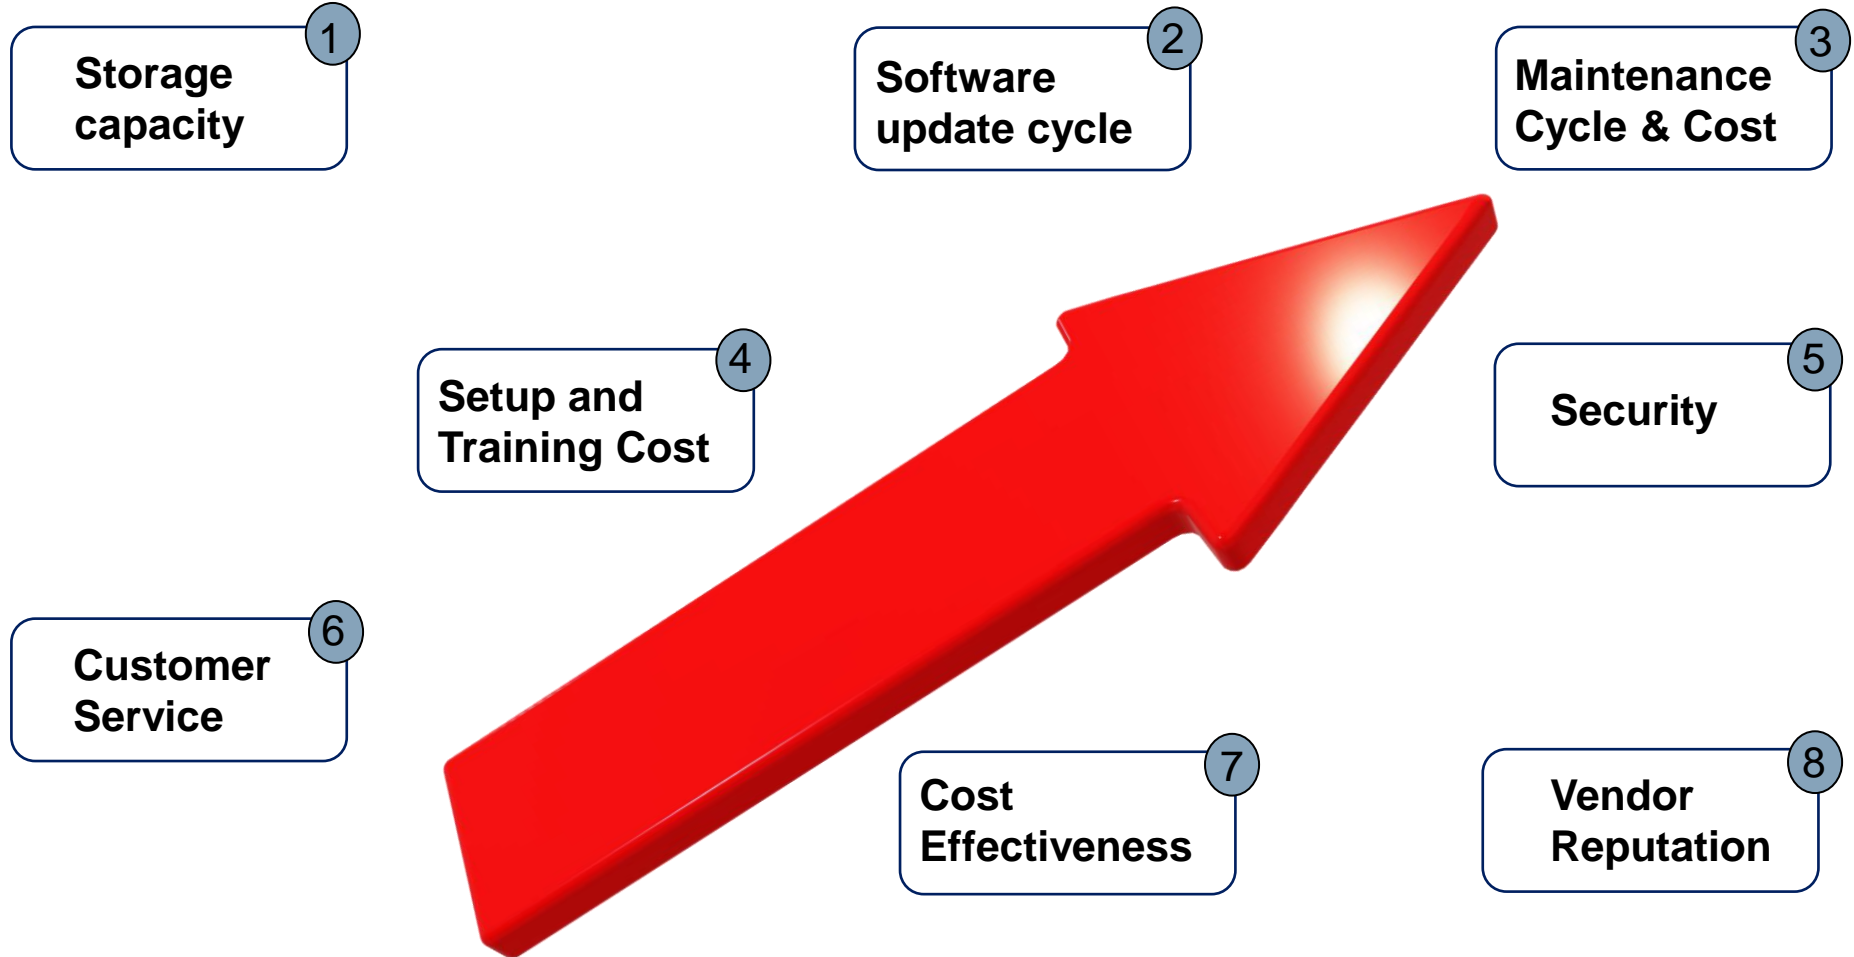 1
Storage
capacity
2
Software
update cycle
3
Maintenance
Cycle & Cost
4
Setup and
Training Cost
5
Security
6
Customer
Service
7
Cost
Effectiveness
8
Vendor
Reputation